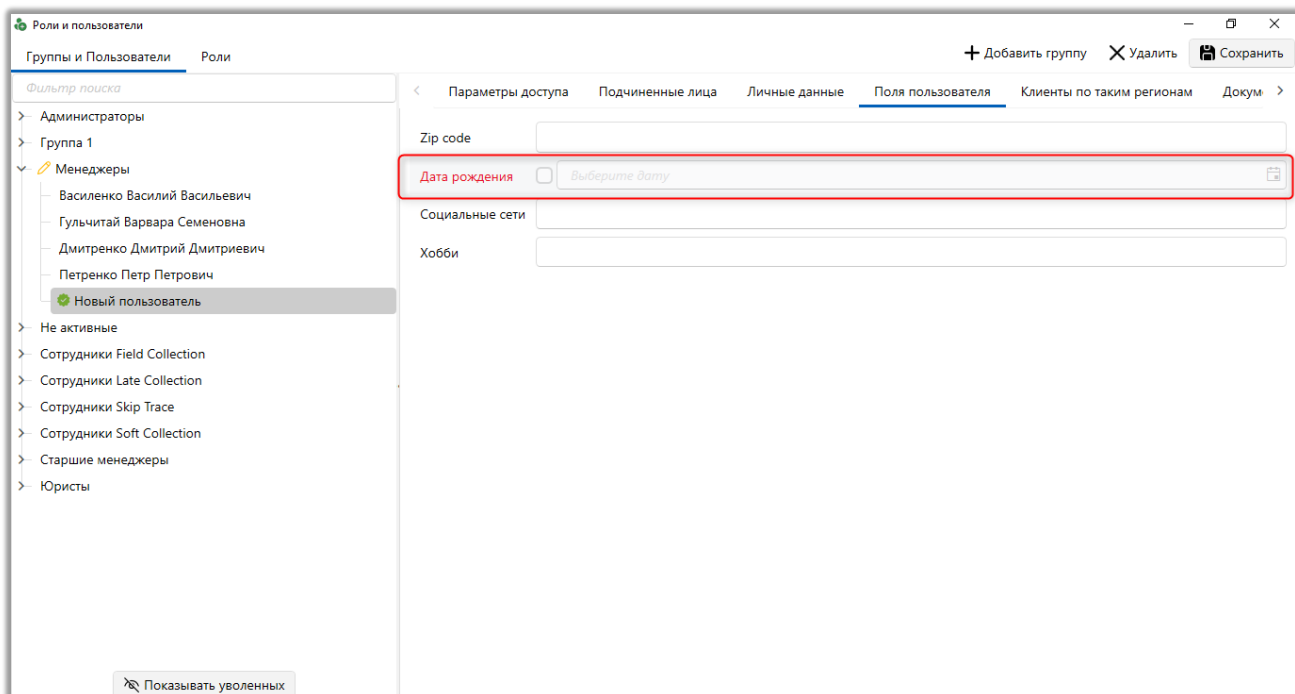 Роли и пользователи
Группы и Пользователи Роли
Добавить группу Удалить Сохранить
Фильтр поиска
Параметры доступа Подчиненные лица Личные данные Поля пользователя Клиенты по таким регионам Докум
Администраторы
Zip code
Группа 1
Менеджеры
Дата рождения Выберите дату
Василенко Василий Васильевич
Социальные сети
Гульчитай Варвара Семеновна
Дмитренко Дмитрий Дмитриевич
Хобби
Петренко Петр Петрович
Новый пользователь
Не активные
Сотрудники Field Collection
Сотрудники Late Collection
Сотрудники Skip Trace
Сотрудники Soft Collection
Старшие менеджеры
Юристы
Показывать уволенных